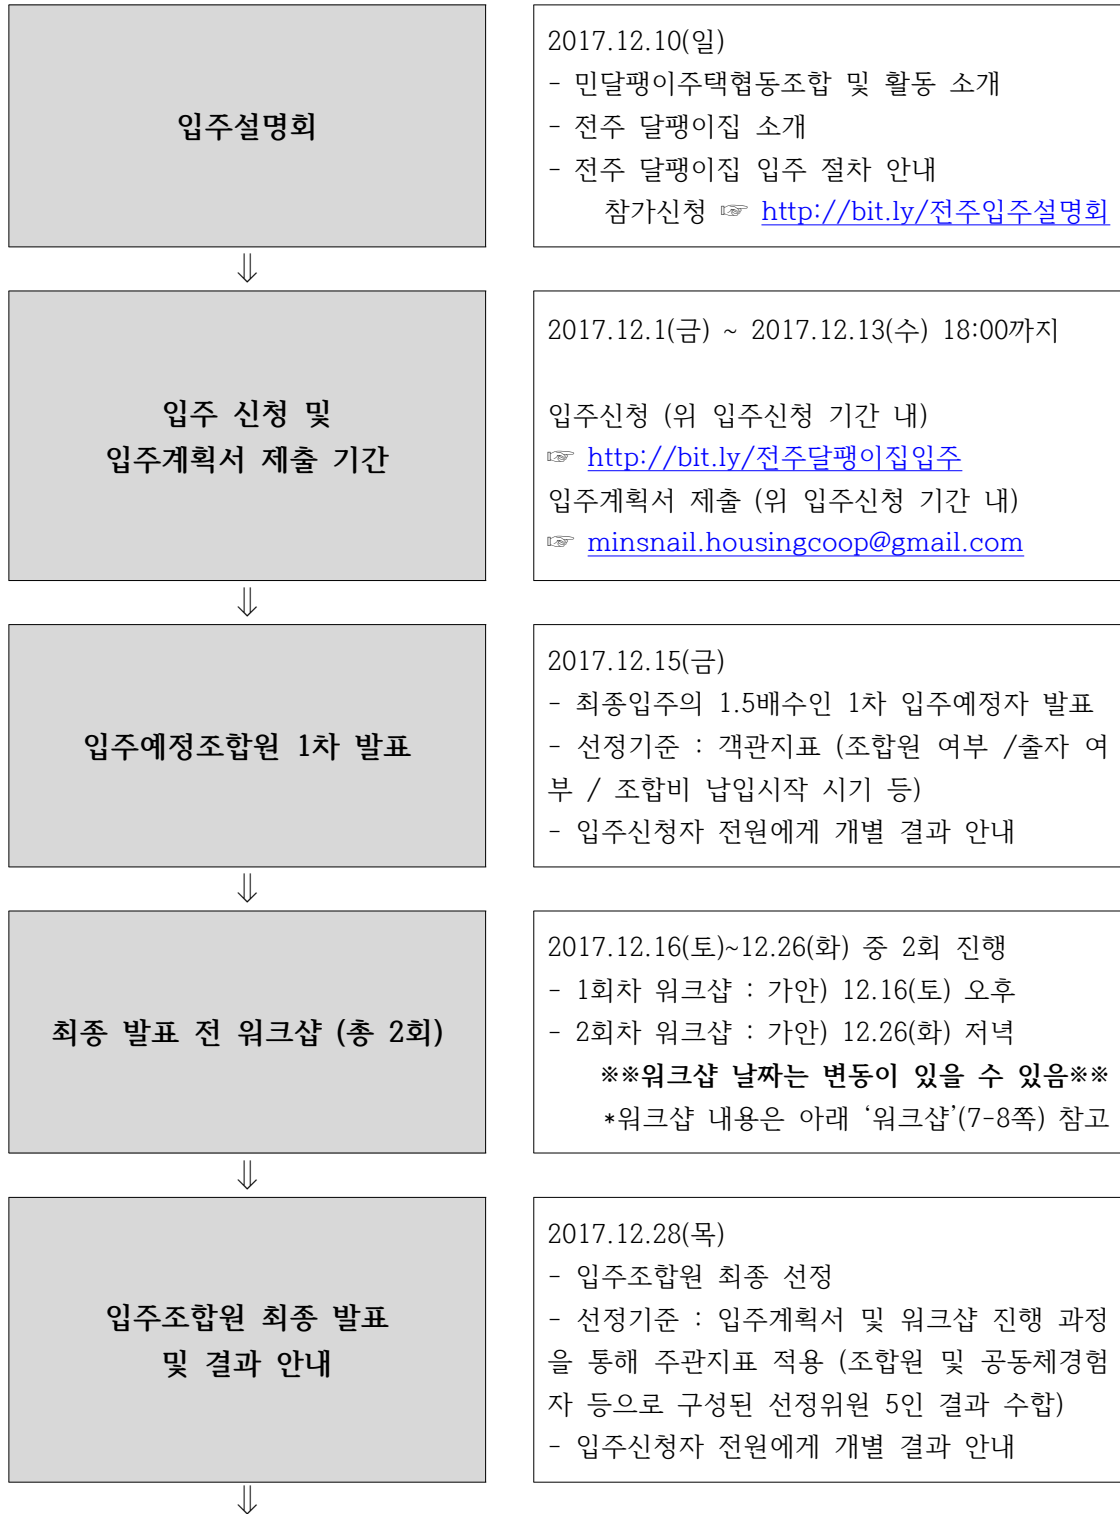 입주설명회
2017.12.10(일)
- 민달팽이주택협동조합 및 활동 소개
- 전주 달팽이집 소개
- 전주 달팽이집 입주 절차 안내
참가신청 ☞ http://bit.ly/전주입주설명회
⇓
입주 신청 및
입주계획서 제출 기간
2017.12.1(금) ~ 2017.12.13(수) 18:00까지
입주신청 (위 입주신청 기간 내)
☞ http://bit.ly/전주달팽이집입주
입주계획서 제출 (위 입주신청 기간 내)
☞ minsnail.housingcoop@gmail.com
⇓
입주예정조합원 1차 발표
2017.12.15(금)
- 최종입주의 1.5배수인 1차 입주예정자 발표
- 선정기준 : 객관지표 (조합원 여부 /출자 여
부 / 조합비 납입시작 시기 등)
- 입주신청자 전원에게 개별 결과 안내
⇓
최종 발표 전 워크샵 (총 2회)
2017.12.16(토)~12.26(화) 중 2회 진행
- 1회차 워크샵 : 가안) 12.16(토) 오후
- 2회차 워크샵 : 가안) 12.26(화) 저녁
※※워크샵 날짜는 변동이 있을 수 있음※※
*워크샵 내용은 아래 ‘워크샵’(7-8쪽) 참고
⇓
입주조합원 최종 발표
및 결과 안내
2017.12.28(목)
- 입주조합원 최종 선정
- 선정기준 : 입주계획서 및 워크샵 진행 과정
을 통해 주관지표 적용 (조합원 및 공동체경험
자 등으로 구성된 선정위원 5인 결과 수합)
- 입주신청자 전원에게 개별 결과 안내
⇓